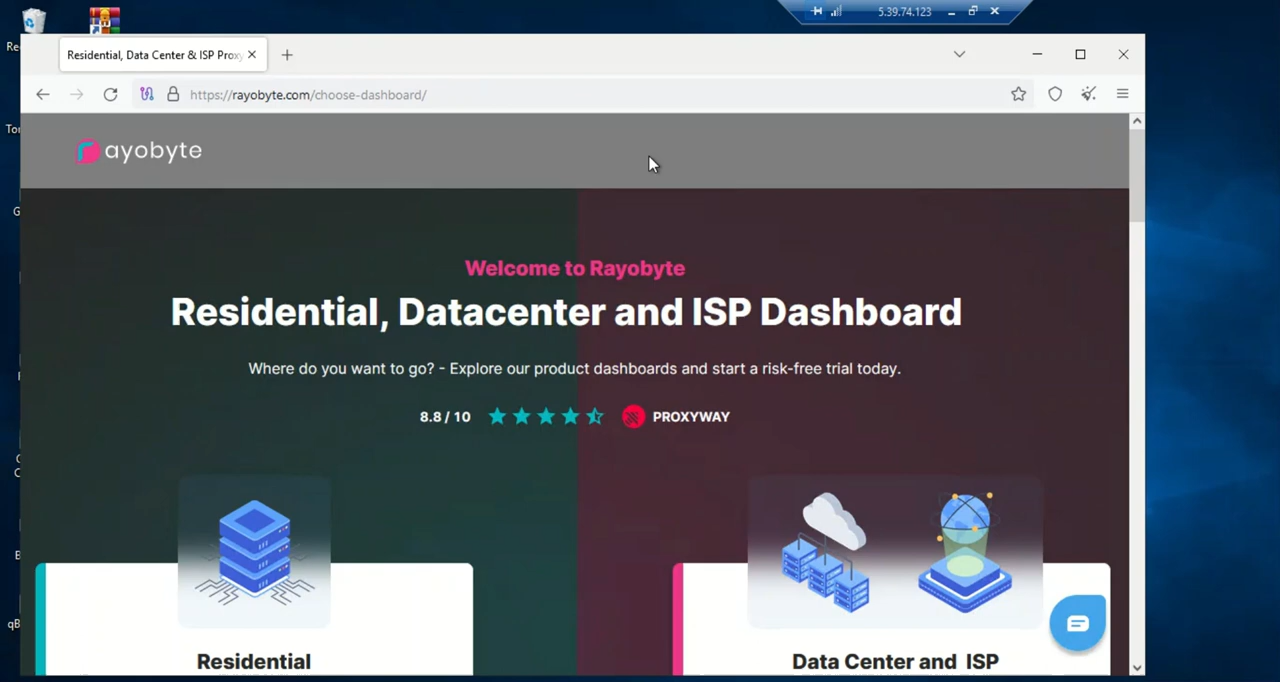 5.39.74.123
Residential, Data Center & ISP Proxy
https://rayobyte.com/choose-dashboard/
ayobyte
Welcome to Rayobyte
Residential, Datacenter and ISP Dashboard
Where do you want to go? - Explore our product dashboards and start a risk-free trial today.
8.8 / 10
PROXYWAY
Residential
Data Center and ISP